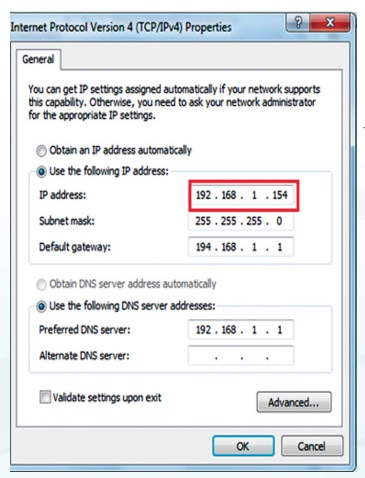 Internet Protocol Version 4 (TCP/IPv4) Properties
General
You can get IP settings assigned automatically if your network supports
this capability. Otherwise, you need to ask your network administrator
for the appropriate IP settings.
Obtain an IP address automatically
Use the following IP address:
IP address: 192 . 168 . 1 . 154
Subnet mask: 255 . 255 . 255 . 0
Default gateway: 194 . 168 . 1 . 1
Obtain DNS server address automatically
Use the following DNS server addresses:
Preferred DNS server: 192 . 168 . 1 . 1
Alternate DNS server: . . .
Validate settings upon exit
Advanced...
OK Cancel